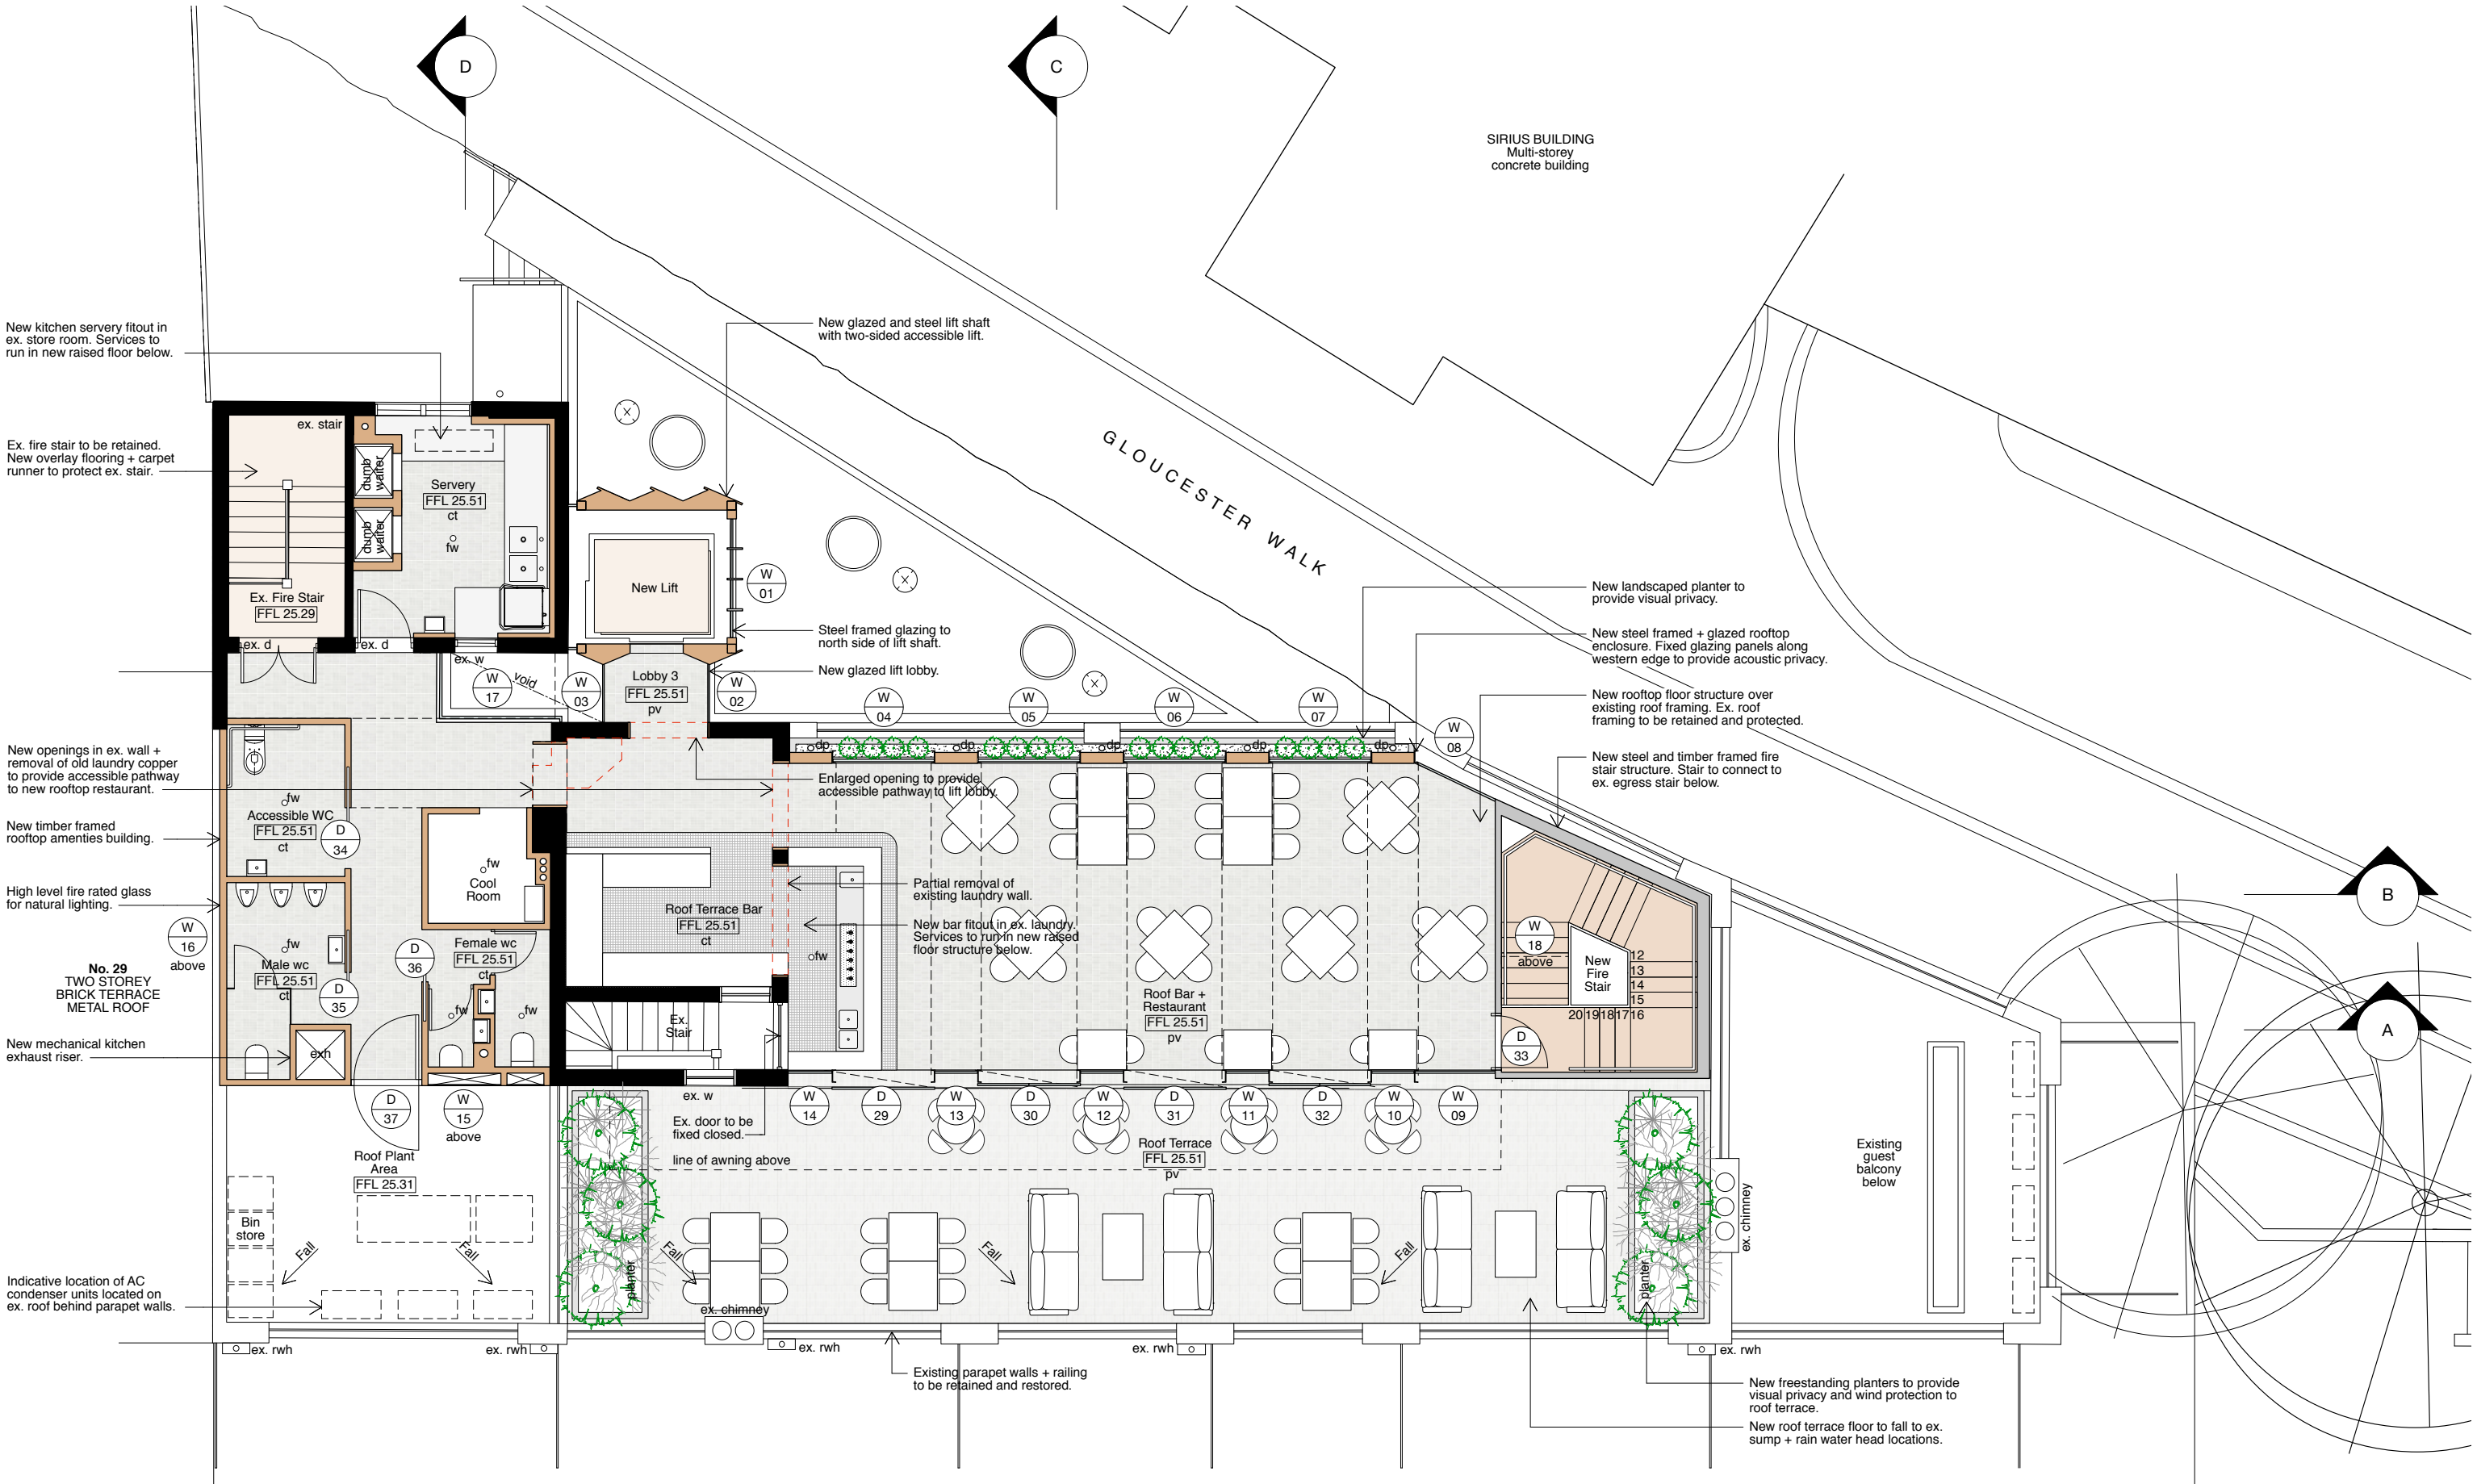 D
C
SIRIUS BUILDING
Multi-storey
concrete building
New kitchen servery fitout in
ex. store room. Services to
run in new raised floor below.
New glazed and steel lift shaft
with two-sided accessible lift.
Ex. fire stair to be retained.
New overlay flooring + carpet
runner to protect ex. stair.
ex. stair
dumb
waiter
dumb
waiter
Servery
FFL 25.51
ct
fw
Ex. Fire Stair
FFL 25.29
ex. d
ex. d
ex. w
New Lift
W
01
GLOUCESTER WALK
Steel framed glazing to
north side of lift shaft.
New glazed lift lobby.
Lobby 3
FFL 25.51
pv
W
17
void
W
03
W
02
W
04
W
05
W
06
W
07
W
08
dp
dp
dp
dp
dp
New landscaped planter to
provide visual privacy.
New steel framed + glazed rooftop
enclosure. Fixed glazing panels along
western edge to provide acoustic privacy.
New rooftop floor structure over
existing roof framing. Ex. roof
framing to be retained and protected.
New steel and timber framed fire
stair structure. Stair to connect to
ex. egress stair below.
New openings in ex. wall +
removal of old laundry copper
to provide accessible pathway
to new rooftop restaurant.
New timber framed
rooftop amenties building.
High level fire rated glass
for natural lighting.
W
16
above
No. 29
TWO STOREY
BRICK TERRACE
METAL ROOF
New mechanical kitchen
exhaust riser.
Enlarged opening to provide
accessible pathway to lift lobby.
fw
Accessible WC
FFL 25.51
ct
D
34
fw
Cool
Room
Partial removal of
existing laundry wall.
Roof Terrace Bar
FFL 25.51
ct
New bar fitout in ex. laundry.
Services to run in new raised
floor structure below.
fw
fw
Male wc
FFL 25.51
ct
D
35
D
36
Female wc
FFL 25.51
ct
fw
fw
exh
Ex.
Stair
Roof Bar +
Restaurant
FFL 25.51
pv
W
18
above
New
Fire
Stair
12
13
14
15
20 19 18 17 16
D
33
B
A
D
37
W
15
above
ex. w
Ex. door to be
fixed closed.
line of awning above
W
14
D
29
W
13
D
30
W
12
D
31
W
11
D
32
W
10
W
09
Roof Terrace
FFL 25.51
pv
Roof Plant
Area
FFL 25.31
Bin
store
Fall
Fall
Fall
Fall
Fall
planter
planter
ex. chimney
ex. chimney
Existing
guest
balcony
below
Indicative location of AC
condenser units located on
ex. roof behind parapet walls.
ex. rwh
ex. rwh
ex. rwh
ex. rwh
ex. rwh
Existing parapet walls + railing
to be retained and restored.
New freestanding planters to provide
visual privacy and wind protection to
roof terrace.
New roof terrace floor to fall to ex.
sump + rain water head locations.